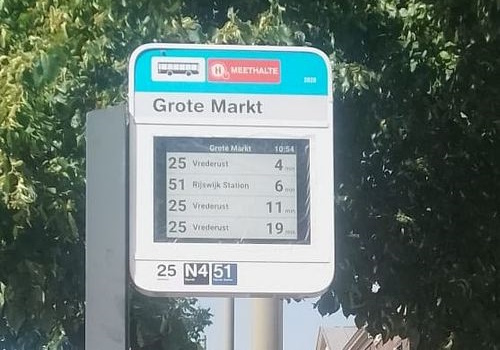 H MEETHALTE
Grote Markt
Grote Markt 10:54
25 Vrederust 4 min
51 Rijswijk Station 6 min
25 Vrederust 11 min
25 Vrederust 19 min
25 N4 51